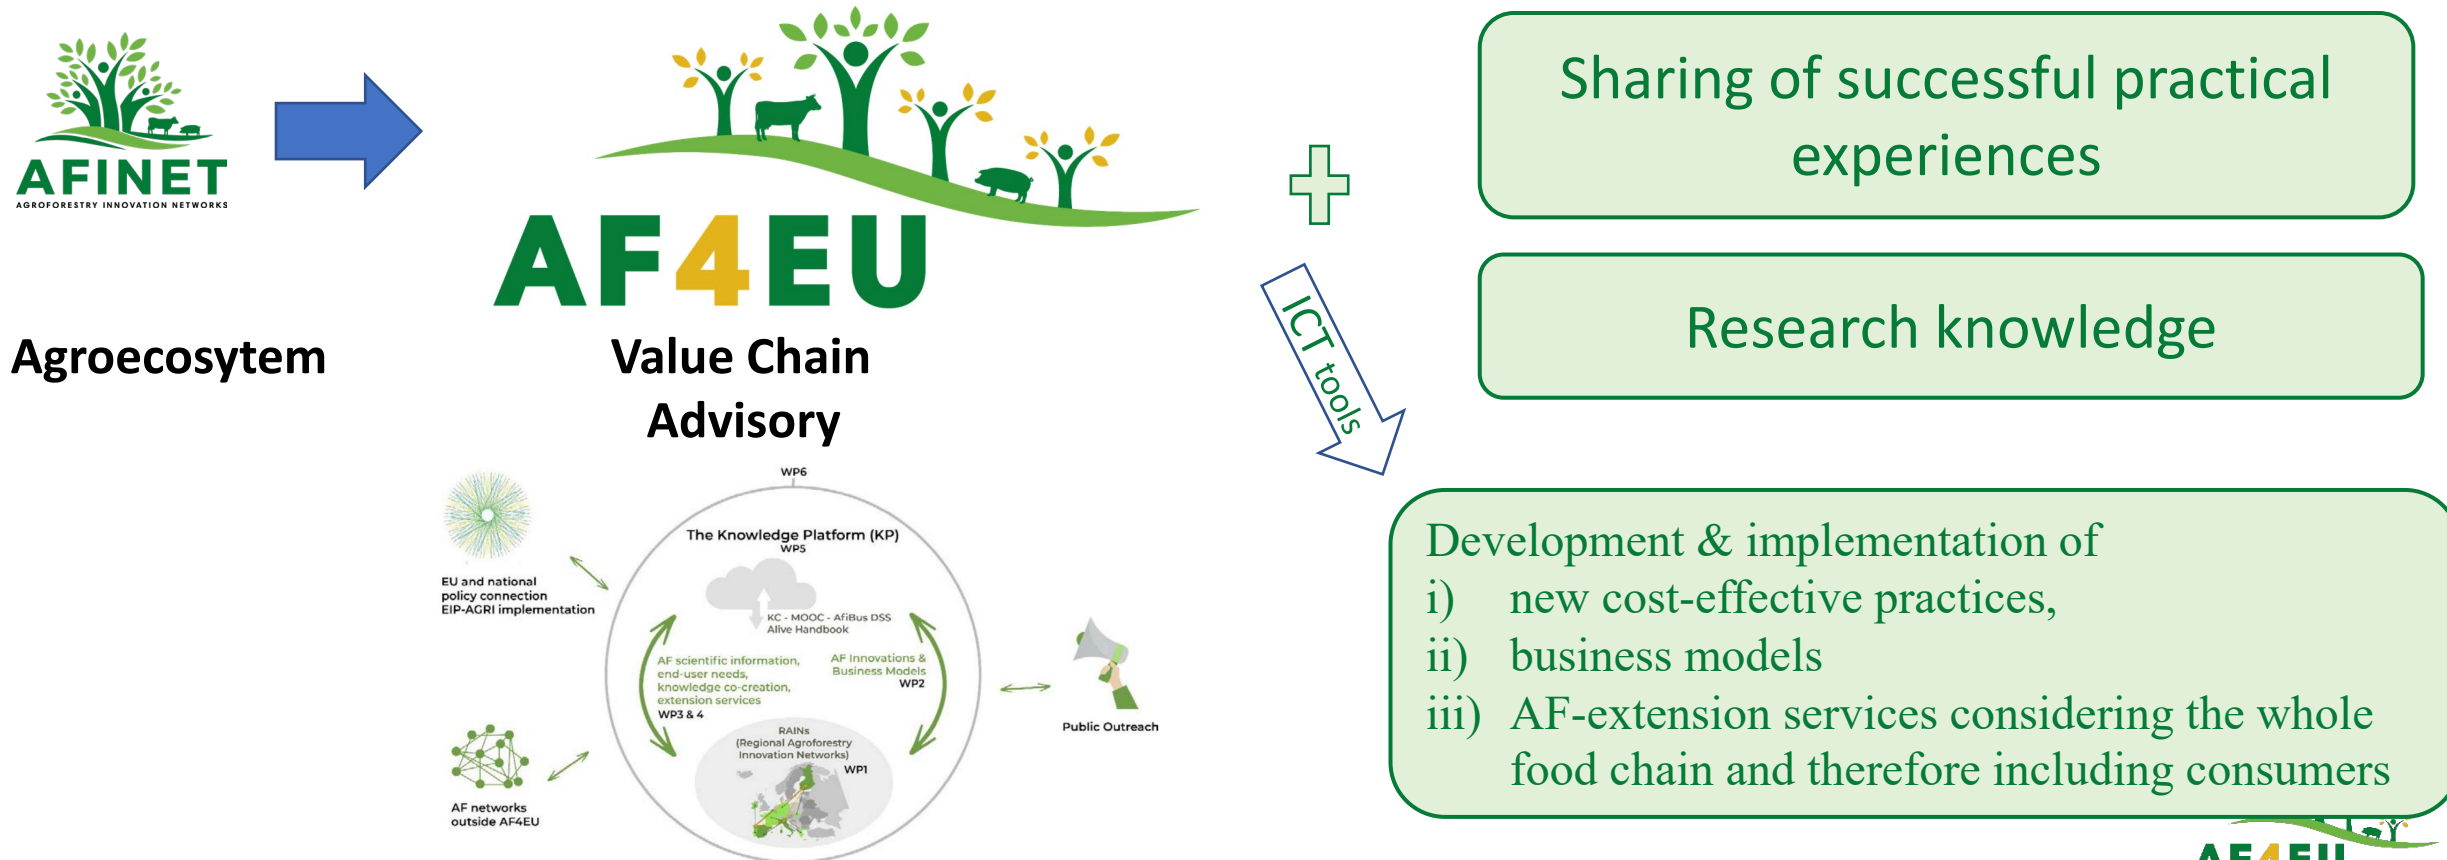 AFINET
AGROFORESTRY INNOVATION NETWORKS
Agroecosytem
AF4EU
Value Chain
Advisory
Sharing of successful practical
experiences
Research knowledge
ICT tools
Development & implementation of
i) new cost-effective practices,
ii) business models
iii) AF-extension services considering the whole
food chain and therefore including consumers
WP6
The Knowledge Platform (KP)
WP5
KC - MOOC - AfiBus DSS
Alive Handbook
AF scientific information,
end-user needs,
knowledge co-creation,
extension services
WP3 & 4
AF Innovations &
Business Models
WP2
RAINs
(Regional Agroforestry
Innovation Networks)
WP1
EU and national
policy connection
EIP-AGRI implementation
AF networks
outside AF4EU
Public Outreach
AF4EU